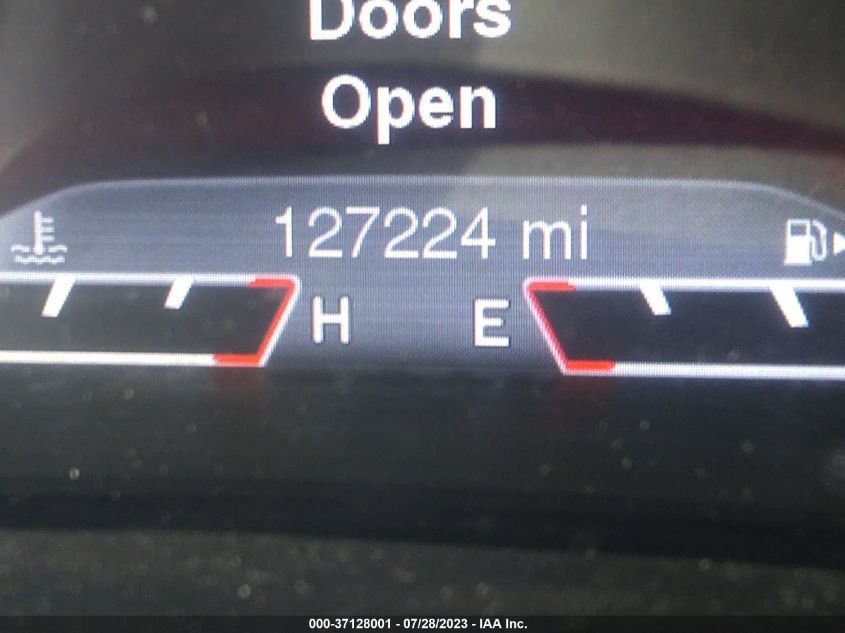 Doors
Open
127224 mi
H E
000-37128001 - 07/28/2023 - IAA Inc.